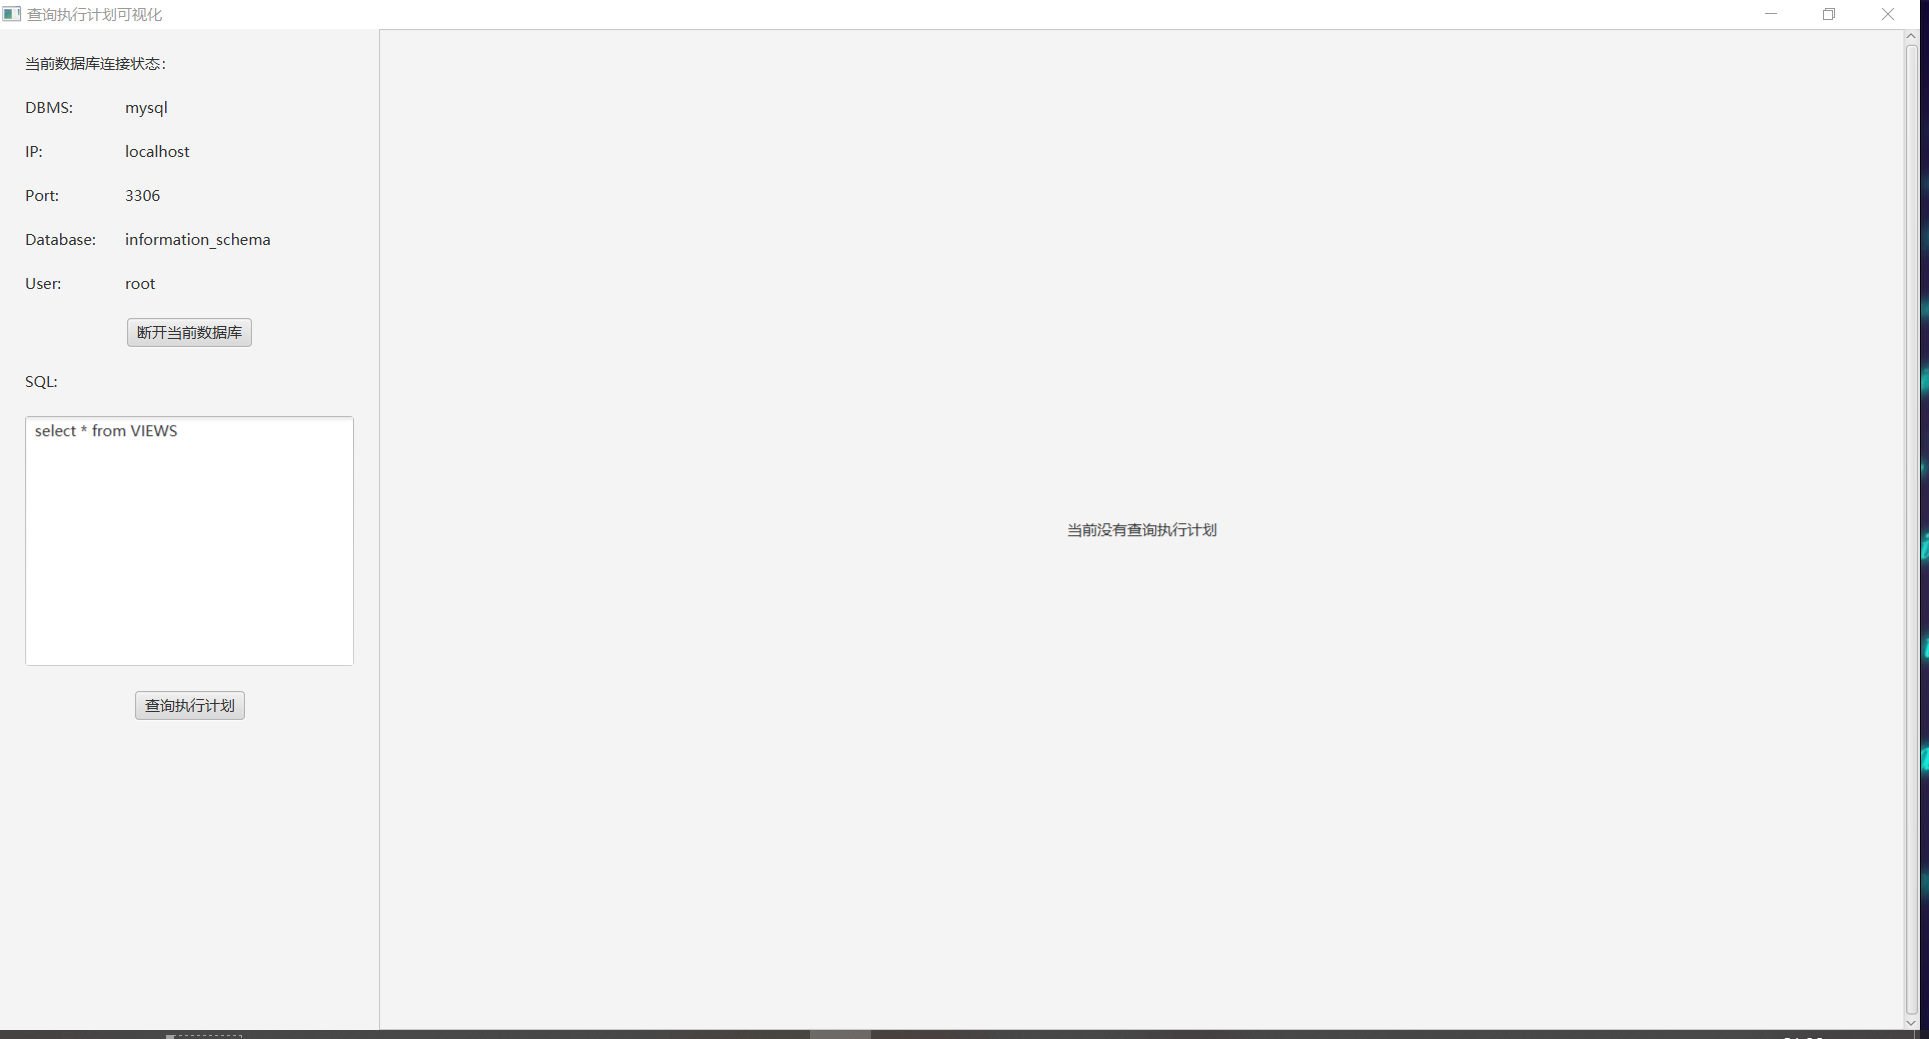 查询执行计划可视化
当前数据库连接状态：
DBMS: mysql
IP: localhost
Port: 3306
Database: information_schema
User: root
断开当前数据库
SQL:
select * from VIEWS
查询执行计划
当前没有查询执行计划